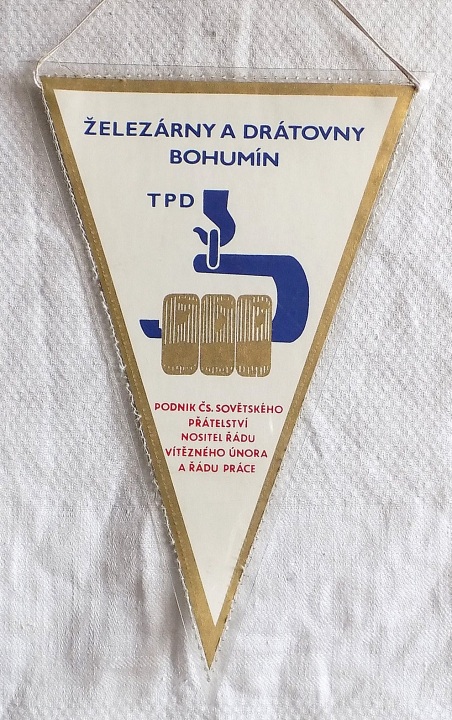 ŽELEZÁRNY A DRÁTOVNY
BOHUMÍN
TPD
PODNIK ČS. SOVĚTSKÉHO
PŘÁTELSTVÍ
NOSITEL ŘÁDU
VÍTĚZNÉHO ÚNORA
A ŘÁDU PRÁCE